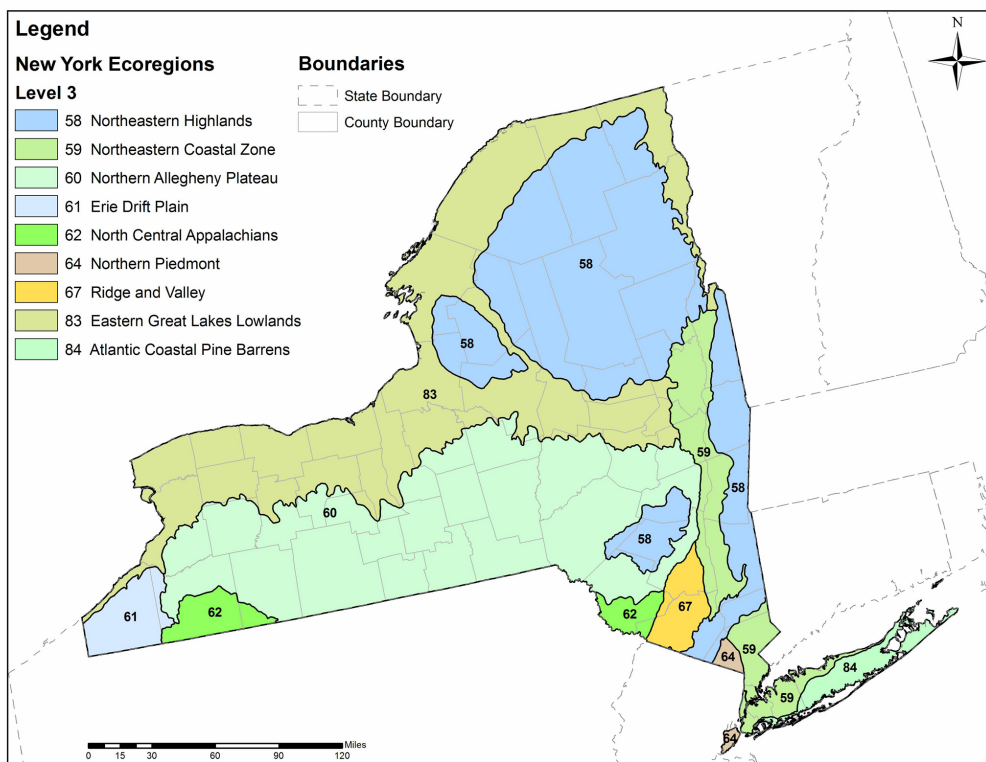 Legend
New York Ecoregions
Level 3
58 Northeastern Highlands
59 Northeastern Coastal Zone
60 Northern Allegheny Plateau
61 Erie Drift Plain
62 North Central Appalachians
64 Northern Piedmont
67 Ridge and Valley
83 Eastern Great Lakes Lowlands
84 Atlantic Coastal Pine Barrens
Boundaries
State Boundary
County Boundary
N
58
58
83
59
58
60
58
62
61
62
67
64
59
84
59
64
Miles
0 15 30 60 90 120